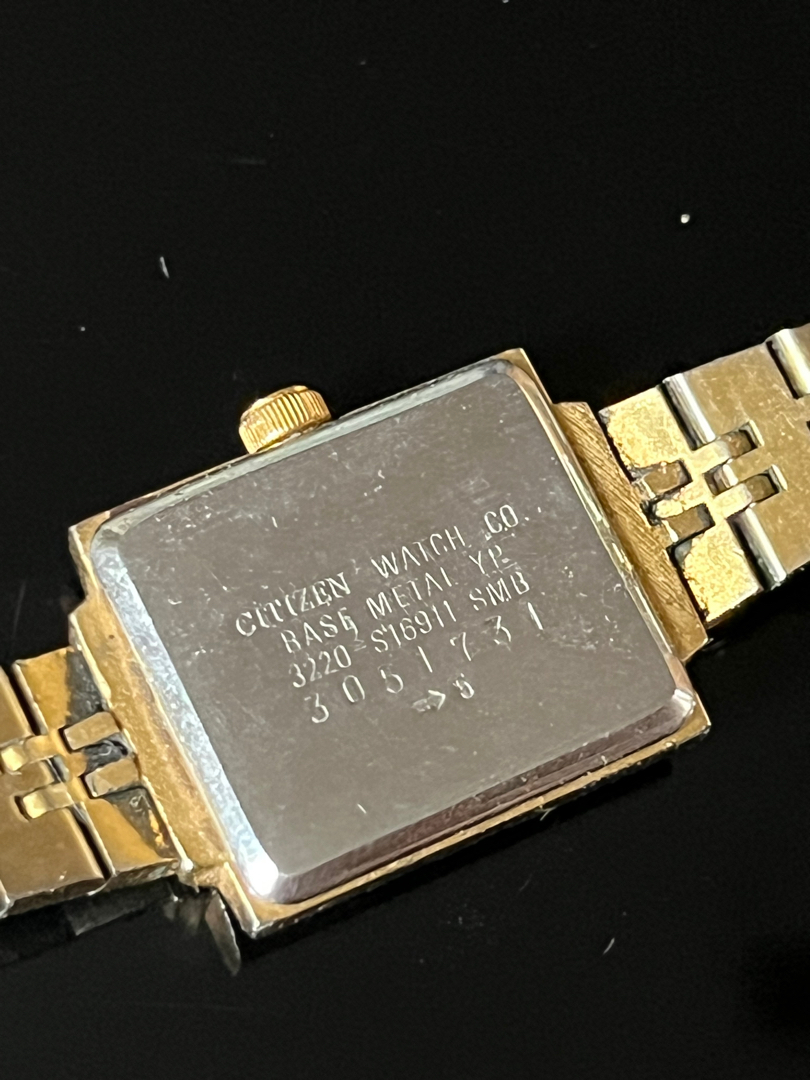 CITIZEN WATCH CO.
BASE METAL YP
3220-S16911 SMB
3051731